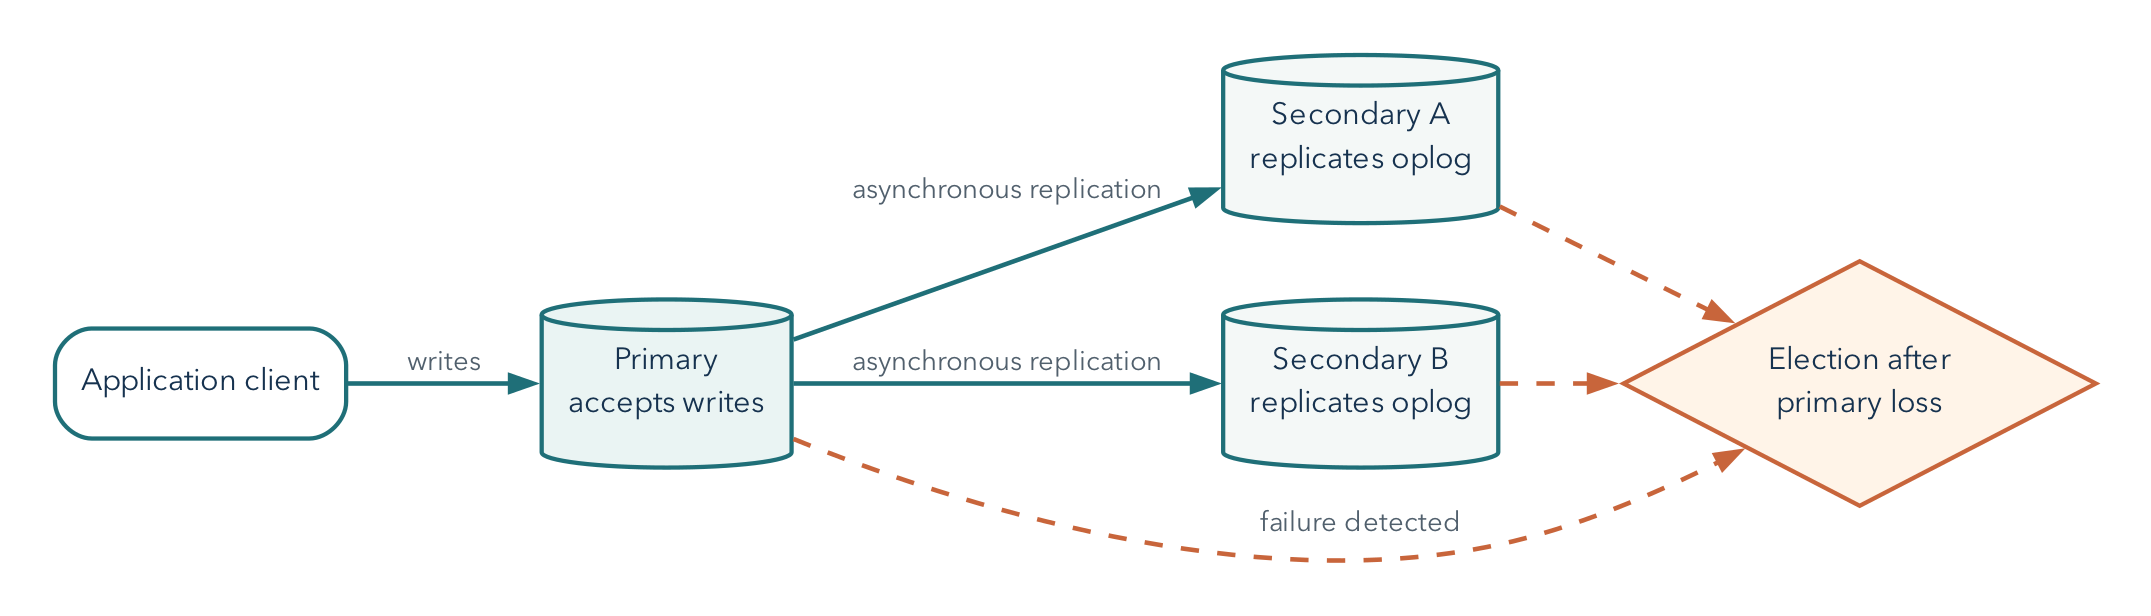 Application client
writes
Primary
accepts writes
asynchronous replication
asynchronous replication
Secondary A
replicates oplog
Secondary B
replicates oplog
failure detected
Election after
primary loss